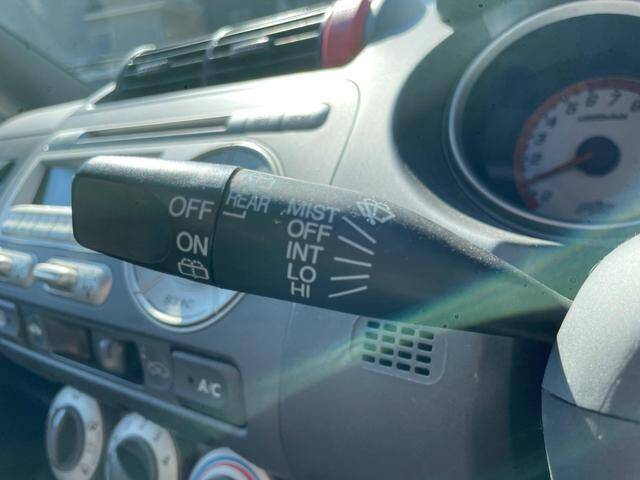 OFF
ON
REAR
MIST
OFF
INT
LO
HI
A/C